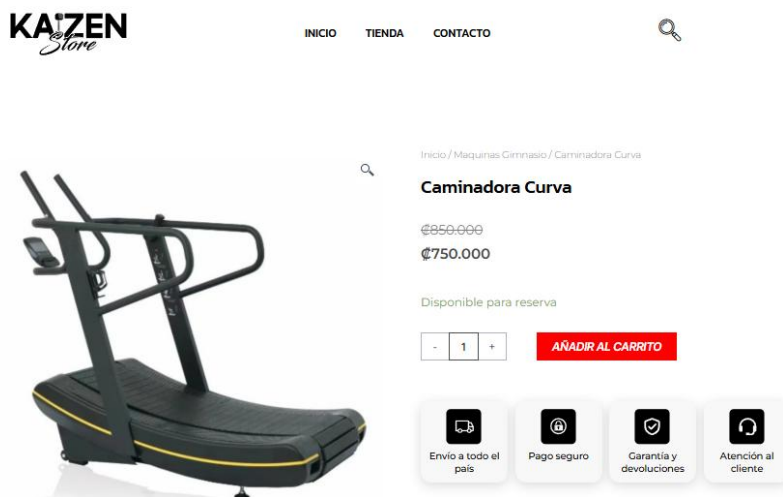 KAIZEN
Store
INICIO TIENDA CONTACTO
Inicio / Maquinas Gimnasio / Caminadora Curva
Caminadora Curva
₡850.000
₡750.000
Disponible para reserva
- 1 +
AÑADIR AL CARRITO
Envío a todo el
país
Pago seguro
Garantía y
devoluciones
Atención al
cliente